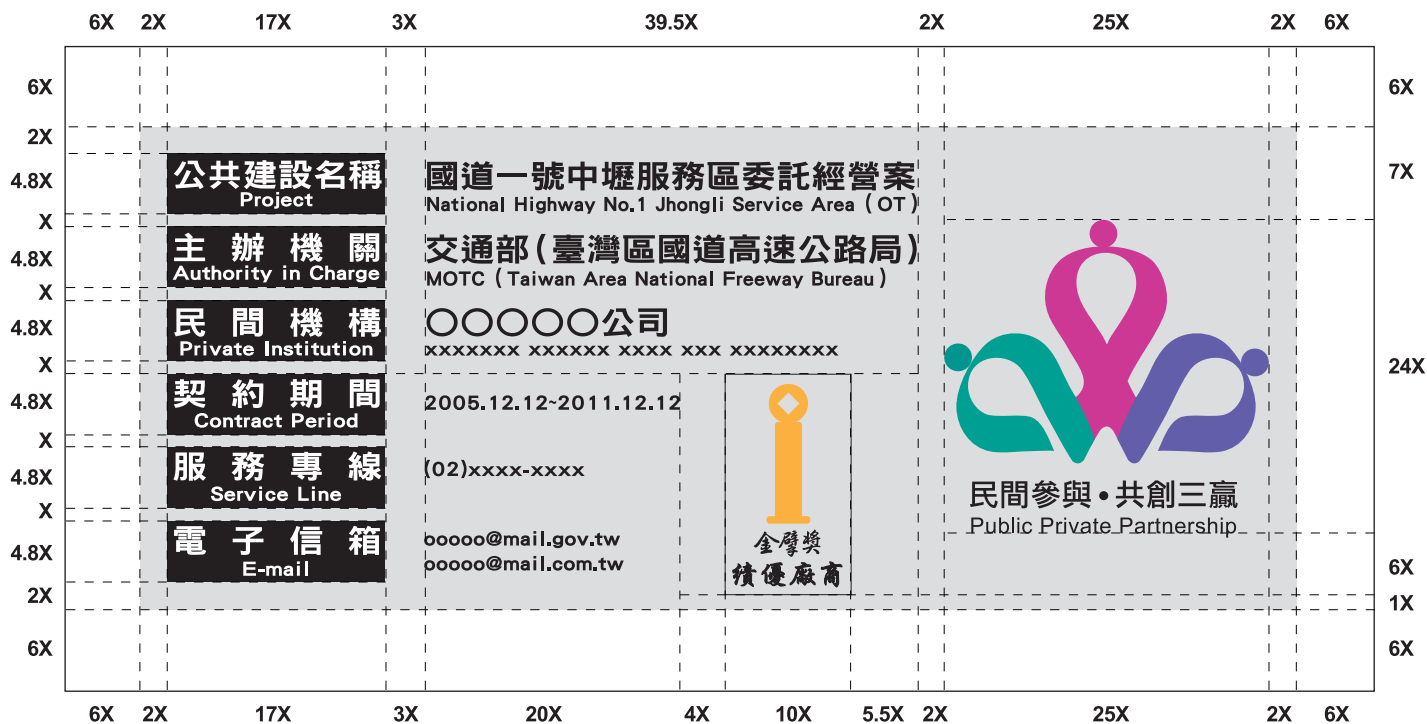 6X 2X 17X 3X 39.5X 2X 25X 2X 6X
6X 6X
2X
公共建設名稱 國道一號中壢服務區委託經營案
4.8X 7X
Project National Highway No.1 Jhongli Service Area（OT）
X
主辦機關 交通部(臺灣區國道高速公路局)
4.8X
Authority in Charge MOTC（Taiwan Area National Freeway Bureau）
X
民間機構 〇〇〇〇〇公司
4.8X
Private Institution xxxxxxx xxxxxx xxxx xxx xxxxxxxx
X 24X
契約期間
4.8X 2005.12.12~2011.12.12
Contract Period
X
服務專線
4.8X (02)xxxx-xxxx
Service Line
民間參與•共創三贏
X
Public Private Partnership
電子信箱 ooooo@mail.gov.tw 金擘獎
4.8X
E-mail ooooo@mail.com.tw 績優廠商
6X
2X 1X
6X 6X
6X 2X 17X 3X 20X 4X 10X 5.5X 2X 25X 2X 6X